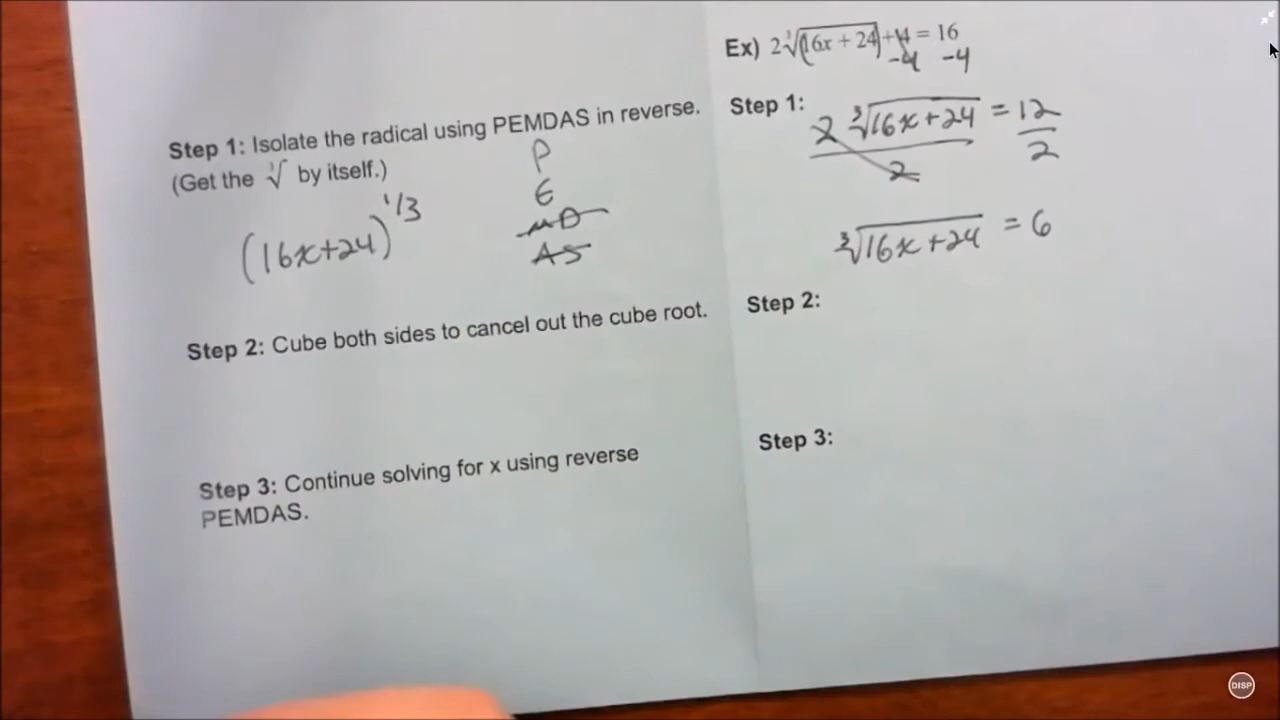 Ex) 2∛(16x + 24) + 4 = 16
-4 -4
Step 1: Isolate the radical using PEMDAS in reverse.
(Get the ∛ by itself.)
(16x+24)^1/3
P
E
MD
AS
Step 1:
2 ∛16x+24 = 12
2 2
∛16x+24 = 6
Step 2: Cube both sides to cancel out the cube root.
Step 2:
Step 3: Continue solving for x using reverse
PEMDAS.
Step 3:
DISP